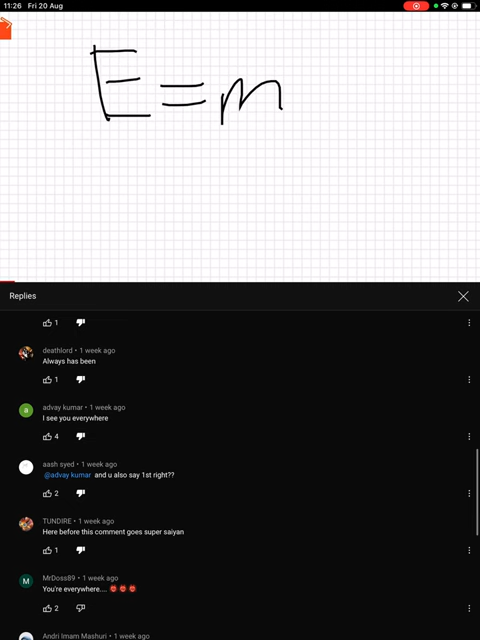 11:26 Fri 20 Aug
E=m
Replies
1
deathlord • 1 week ago
Always has been
1
a
advay kumar • 1 week ago
I see you everywhere
4
aash syed • 1 week ago
@advay kumar and u also say 1st right??
2
TUNDIRE • 1 week ago
Here before this comment goes super saiyan
1
M
MrDoss89 • 1 week ago
You're everywhere.... 👹👹👹
2
Andri Imam Mashuri • 1 week ago